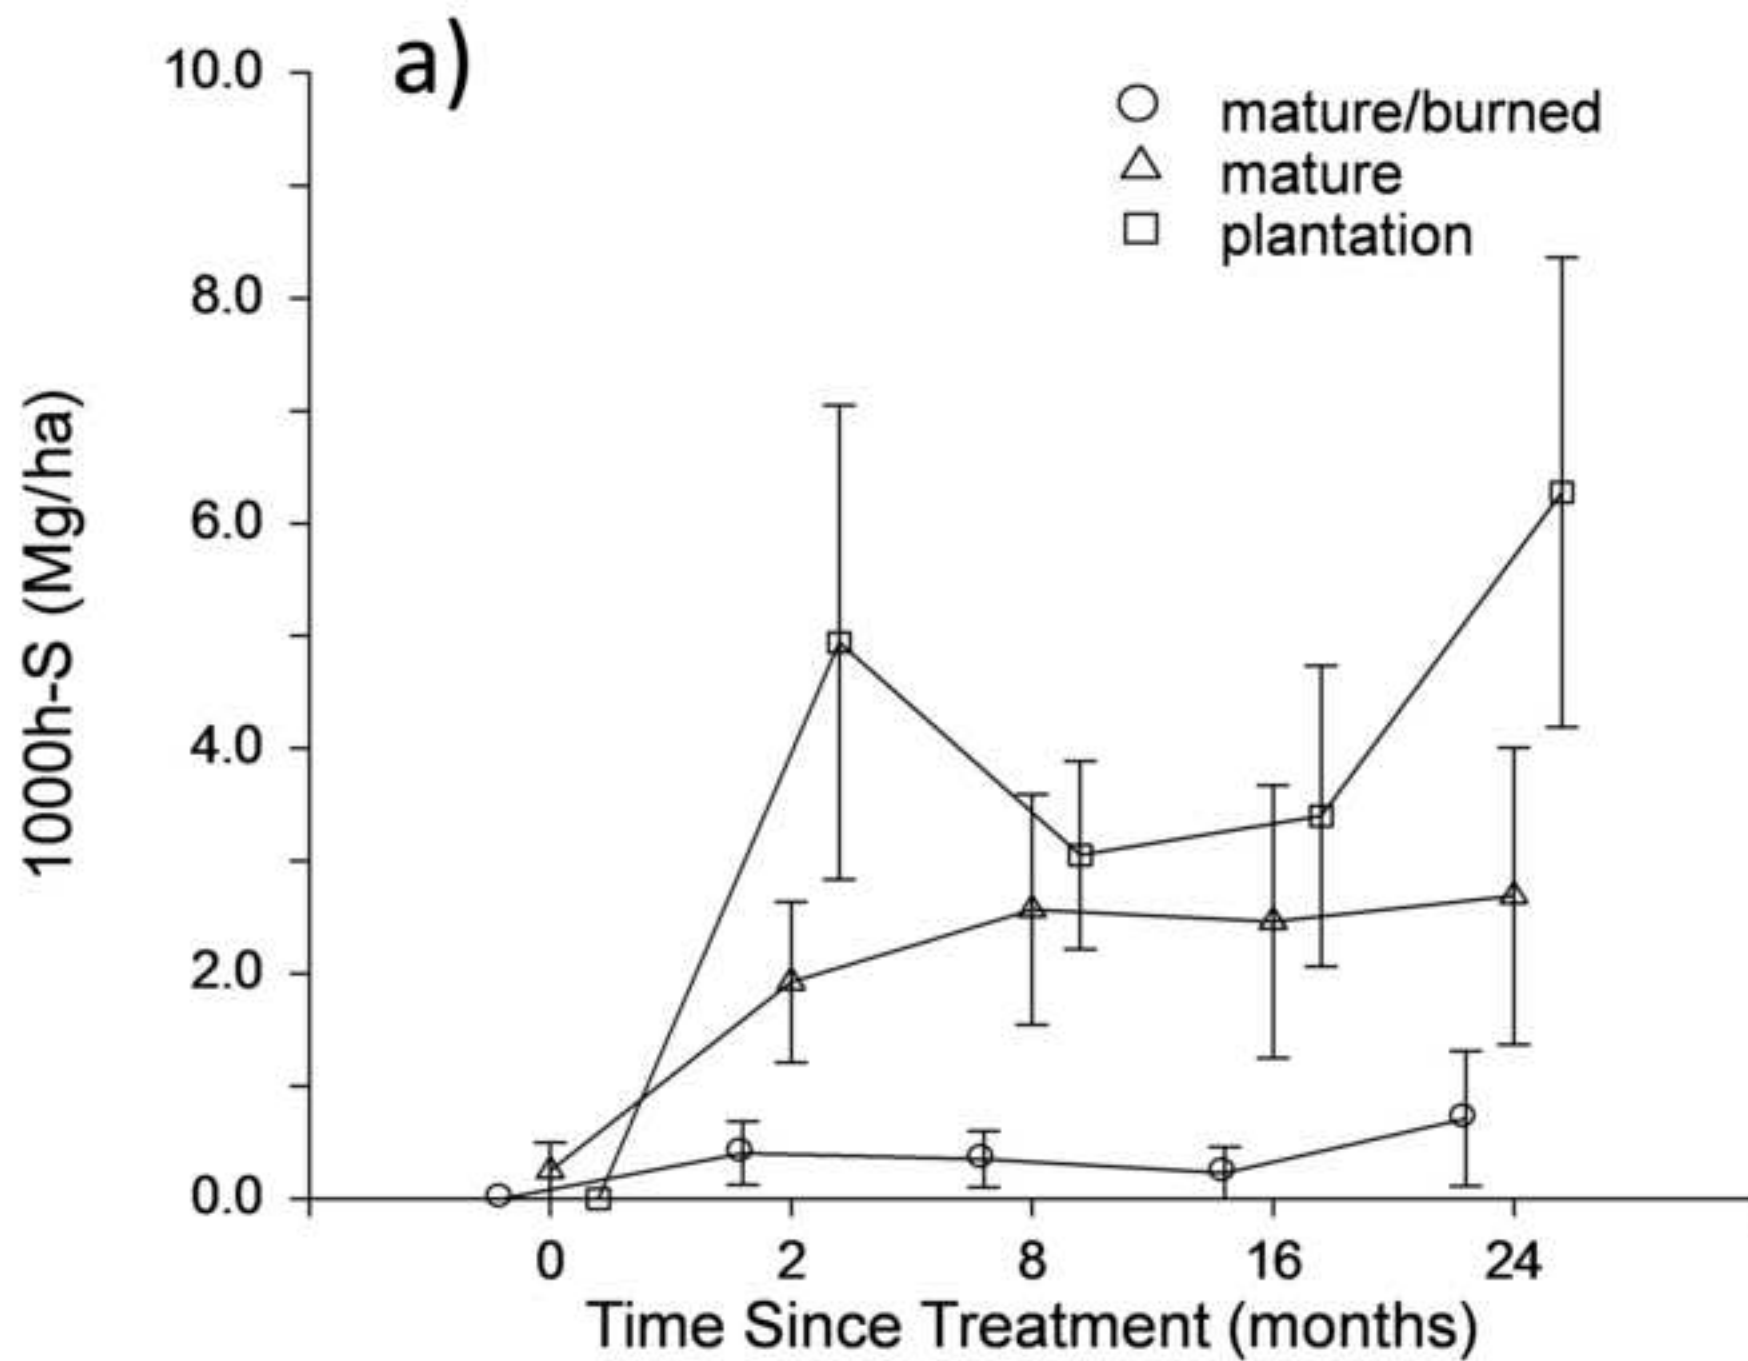 a)
10.0
8.0
6.0
4.0
2.0
0.0
1000h-S (Mg/ha)
mature/burned
mature
plantation
0 2 8 16 24
Time Since Treatment (months)